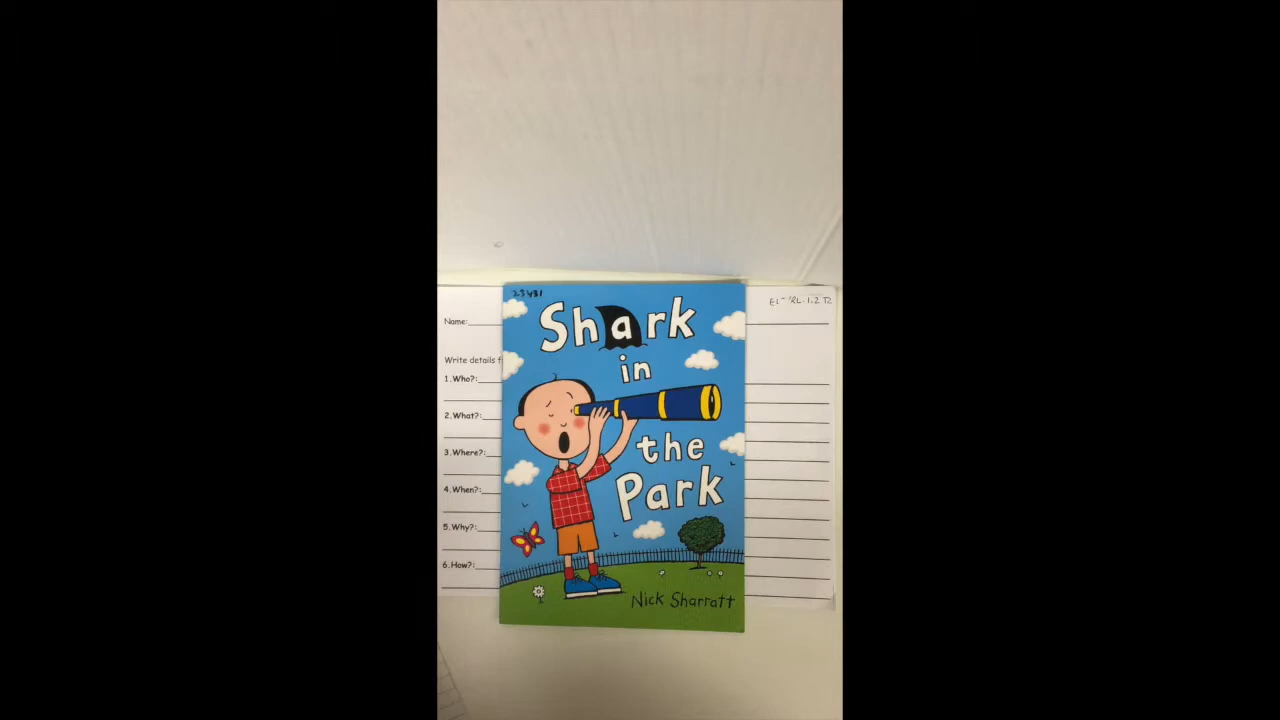 23431
Shark
in
the
Park
Nick Sharratt
Name:
Write details f
1.Who?:
2.What?:
3.Where?:
4.When?:
5.Why?:
6.How?: